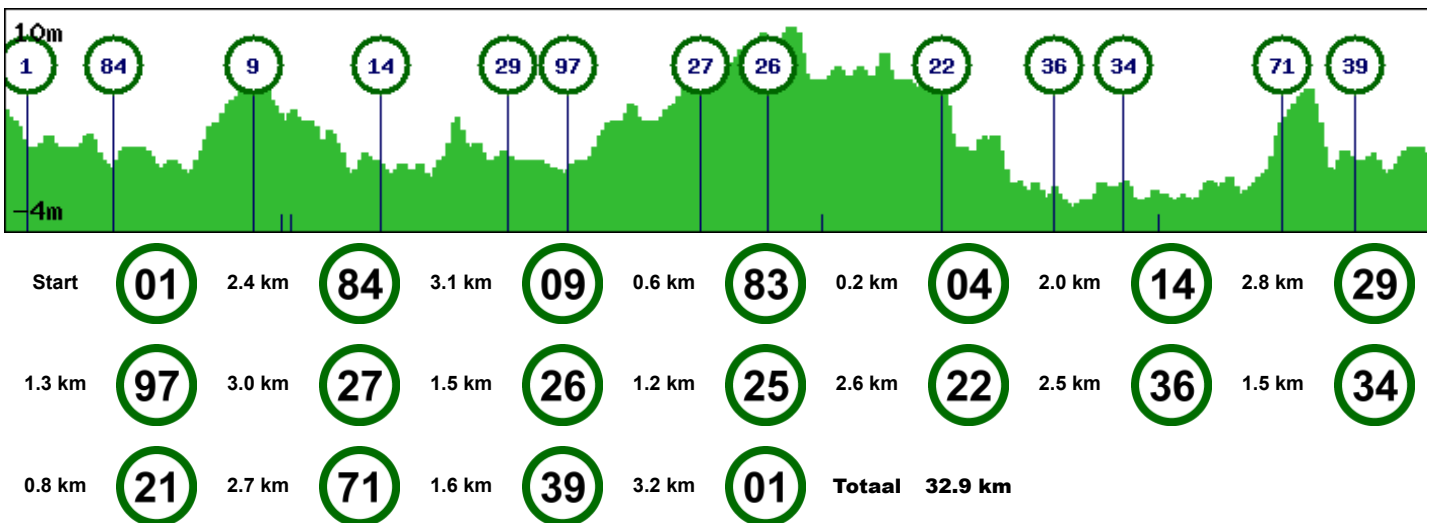 10m
1 84 9 14 29 97 27 26 22 36 34 71 39
-4m
Start 01 2.4 km 84 3.1 km 09 0.6 km 83 0.2 km 04 2.0 km 14 2.8 km 29
1.3 km 97 3.0 km 27 1.5 km 26 1.2 km 25 2.6 km 22 2.5 km 36 1.5 km 34
0.8 km 21 2.7 km 71 1.6 km 39 3.2 km 01 Totaal 32.9 km